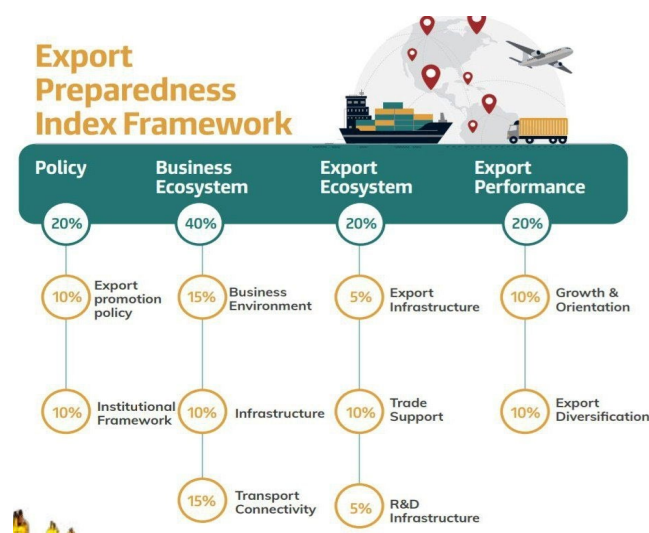 Export
Preparedness
Index Framework
Policy
20%
10%
Export
promotion
policy
10%
Institutional
Framework
Business
Ecosystem
40%
15%
Business
Environment
10%
Infrastructure
15%
Transport
Connectivity
Export
Ecosystem
20%
5%
Export
Infrastructure
10%
Trade
Support
5%
R&D
Infrastructure
Export
Performance
20%
10%
Growth &
Orientation
10%
Export
Diversification